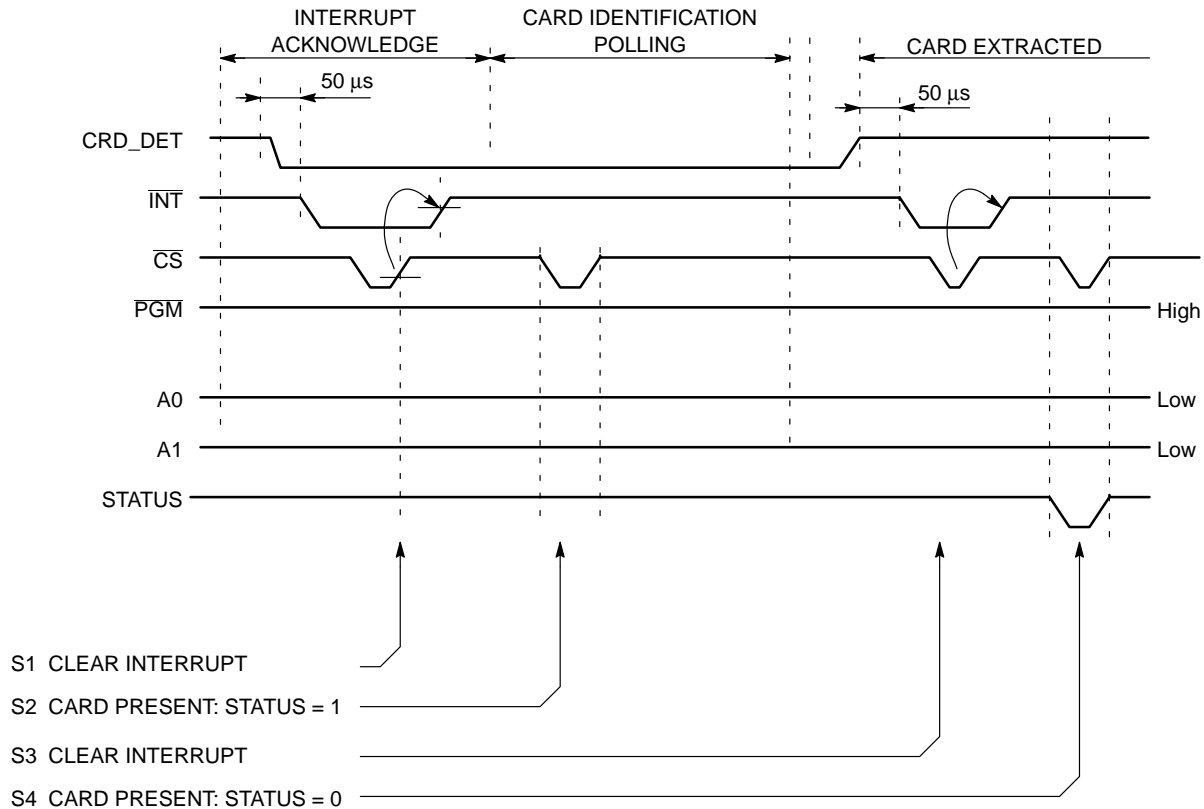 INTERRUPT
ACKNOWLEDGE
CARD IDENTIFICATION
POLLING
CARD EXTRACTED
50 μs
50 μs
CRD_DET
INT
CS
PGM
High
A0
Low
A1
Low
STATUS
S1 CLEAR INTERRUPT
S2 CARD PRESENT: STATUS = 1
S3 CLEAR INTERRUPT
S4 CARD PRESENT: STATUS = 0